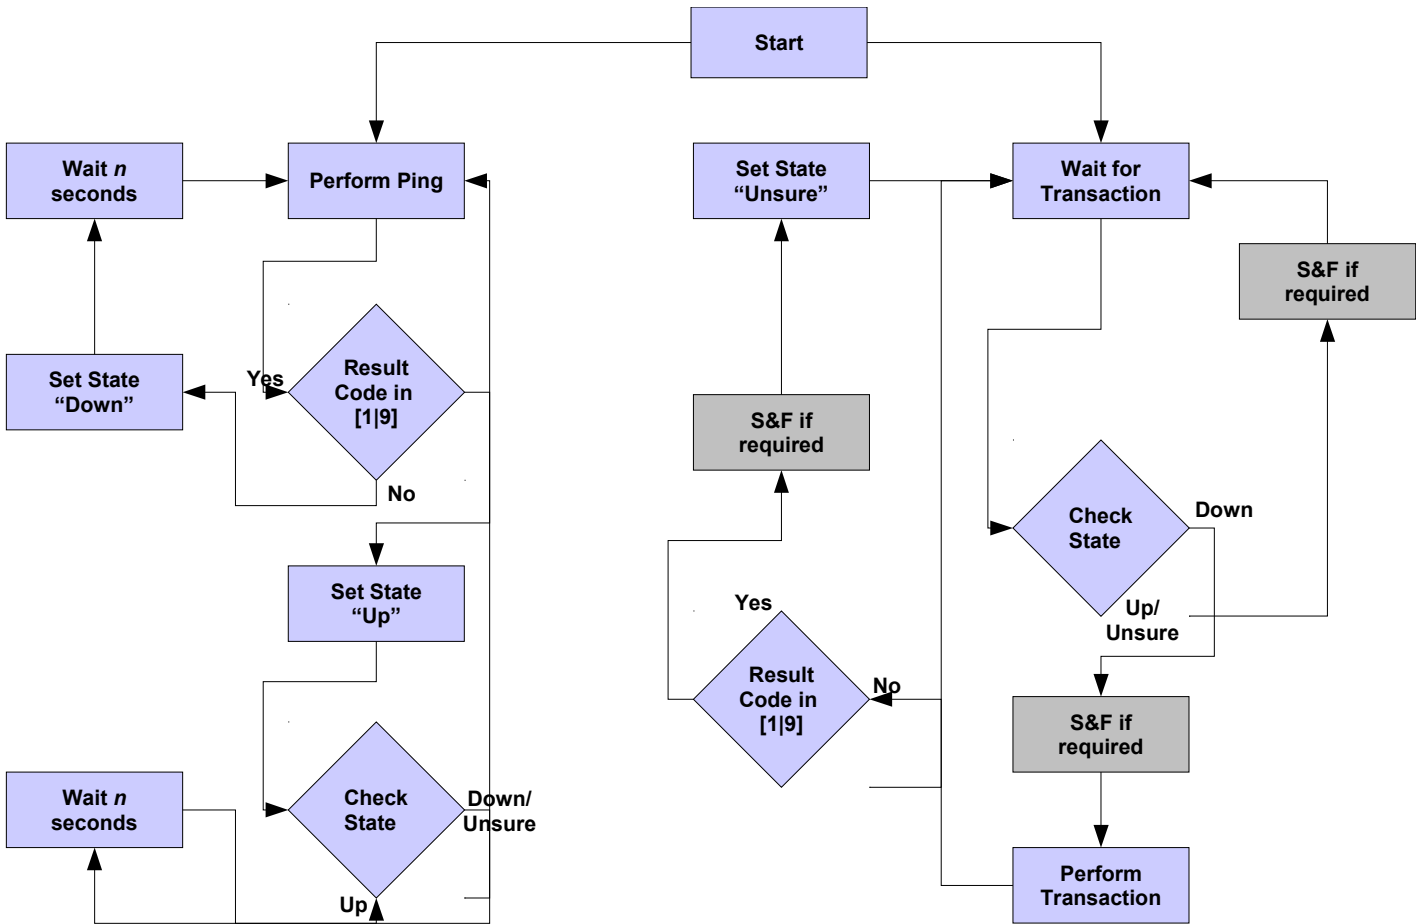 Start
Wait n
seconds
Perform Ping
Set State
“Unsure”
Wait for
Transaction
S&F if
required
Set State
“Down”
Yes
Result
Code in
[1|9]
No
S&F if
required
Check
State
Down
Up/
Unsure
Set State
“Up”
Yes
Result
Code in
[1|9]
No
S&F if
required
Wait n
seconds
Check
State
Down/
Unsure
Up
Perform
Transaction